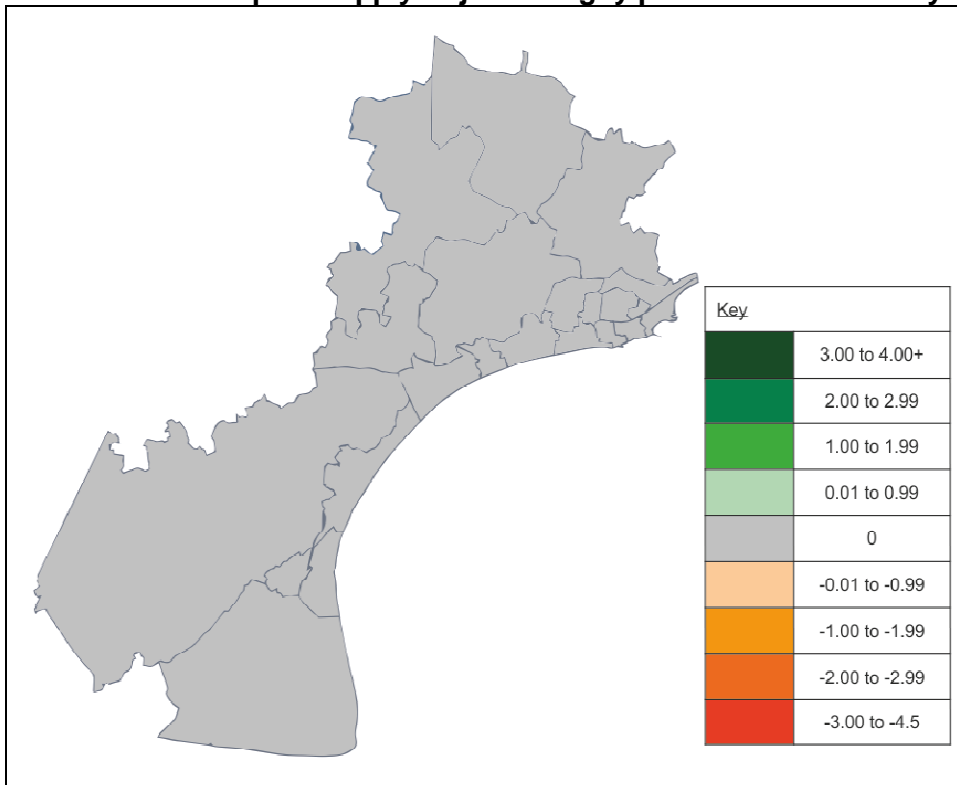 Key
3.00 to 4.00+
2.00 to 2.99
1.00 to 1.99
0.01 to 0.99
0
-0.01 to -0.99
-1.00 to -1.99
-2.00 to -2.99
-3.00 to -4.5